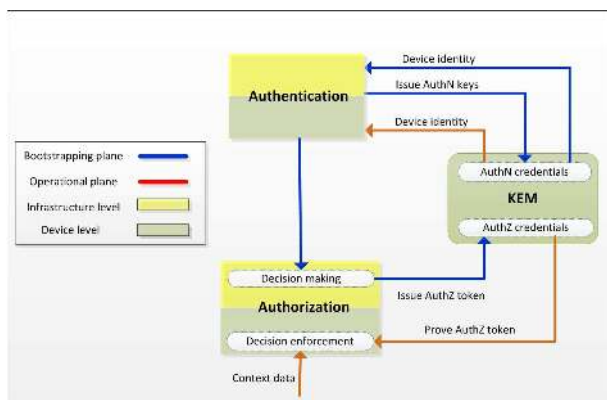 Device identity
Issue AuthN keys
Authentication
Device identity
Bootstrapping plane
Operational plane
Infrastructure level
Device level
AuthN credentials
KEM
AuthZ credentials
Decision making
Issue AuthZ token
Authorization
Prove AuthZ token
Decision enforcement
Context data